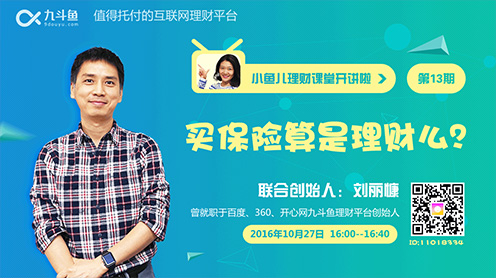 九斗鱼
9douyu.com
值得托付的互联网理财平台
小鱼儿理财课堂开讲啦
第13期
买保险算是理财么？
联合创始人：刘丽慷
曾就职于百度、360、开心网九斗鱼理财平台创始人
2016年10月27日 16:00--16:40
ID:11018334